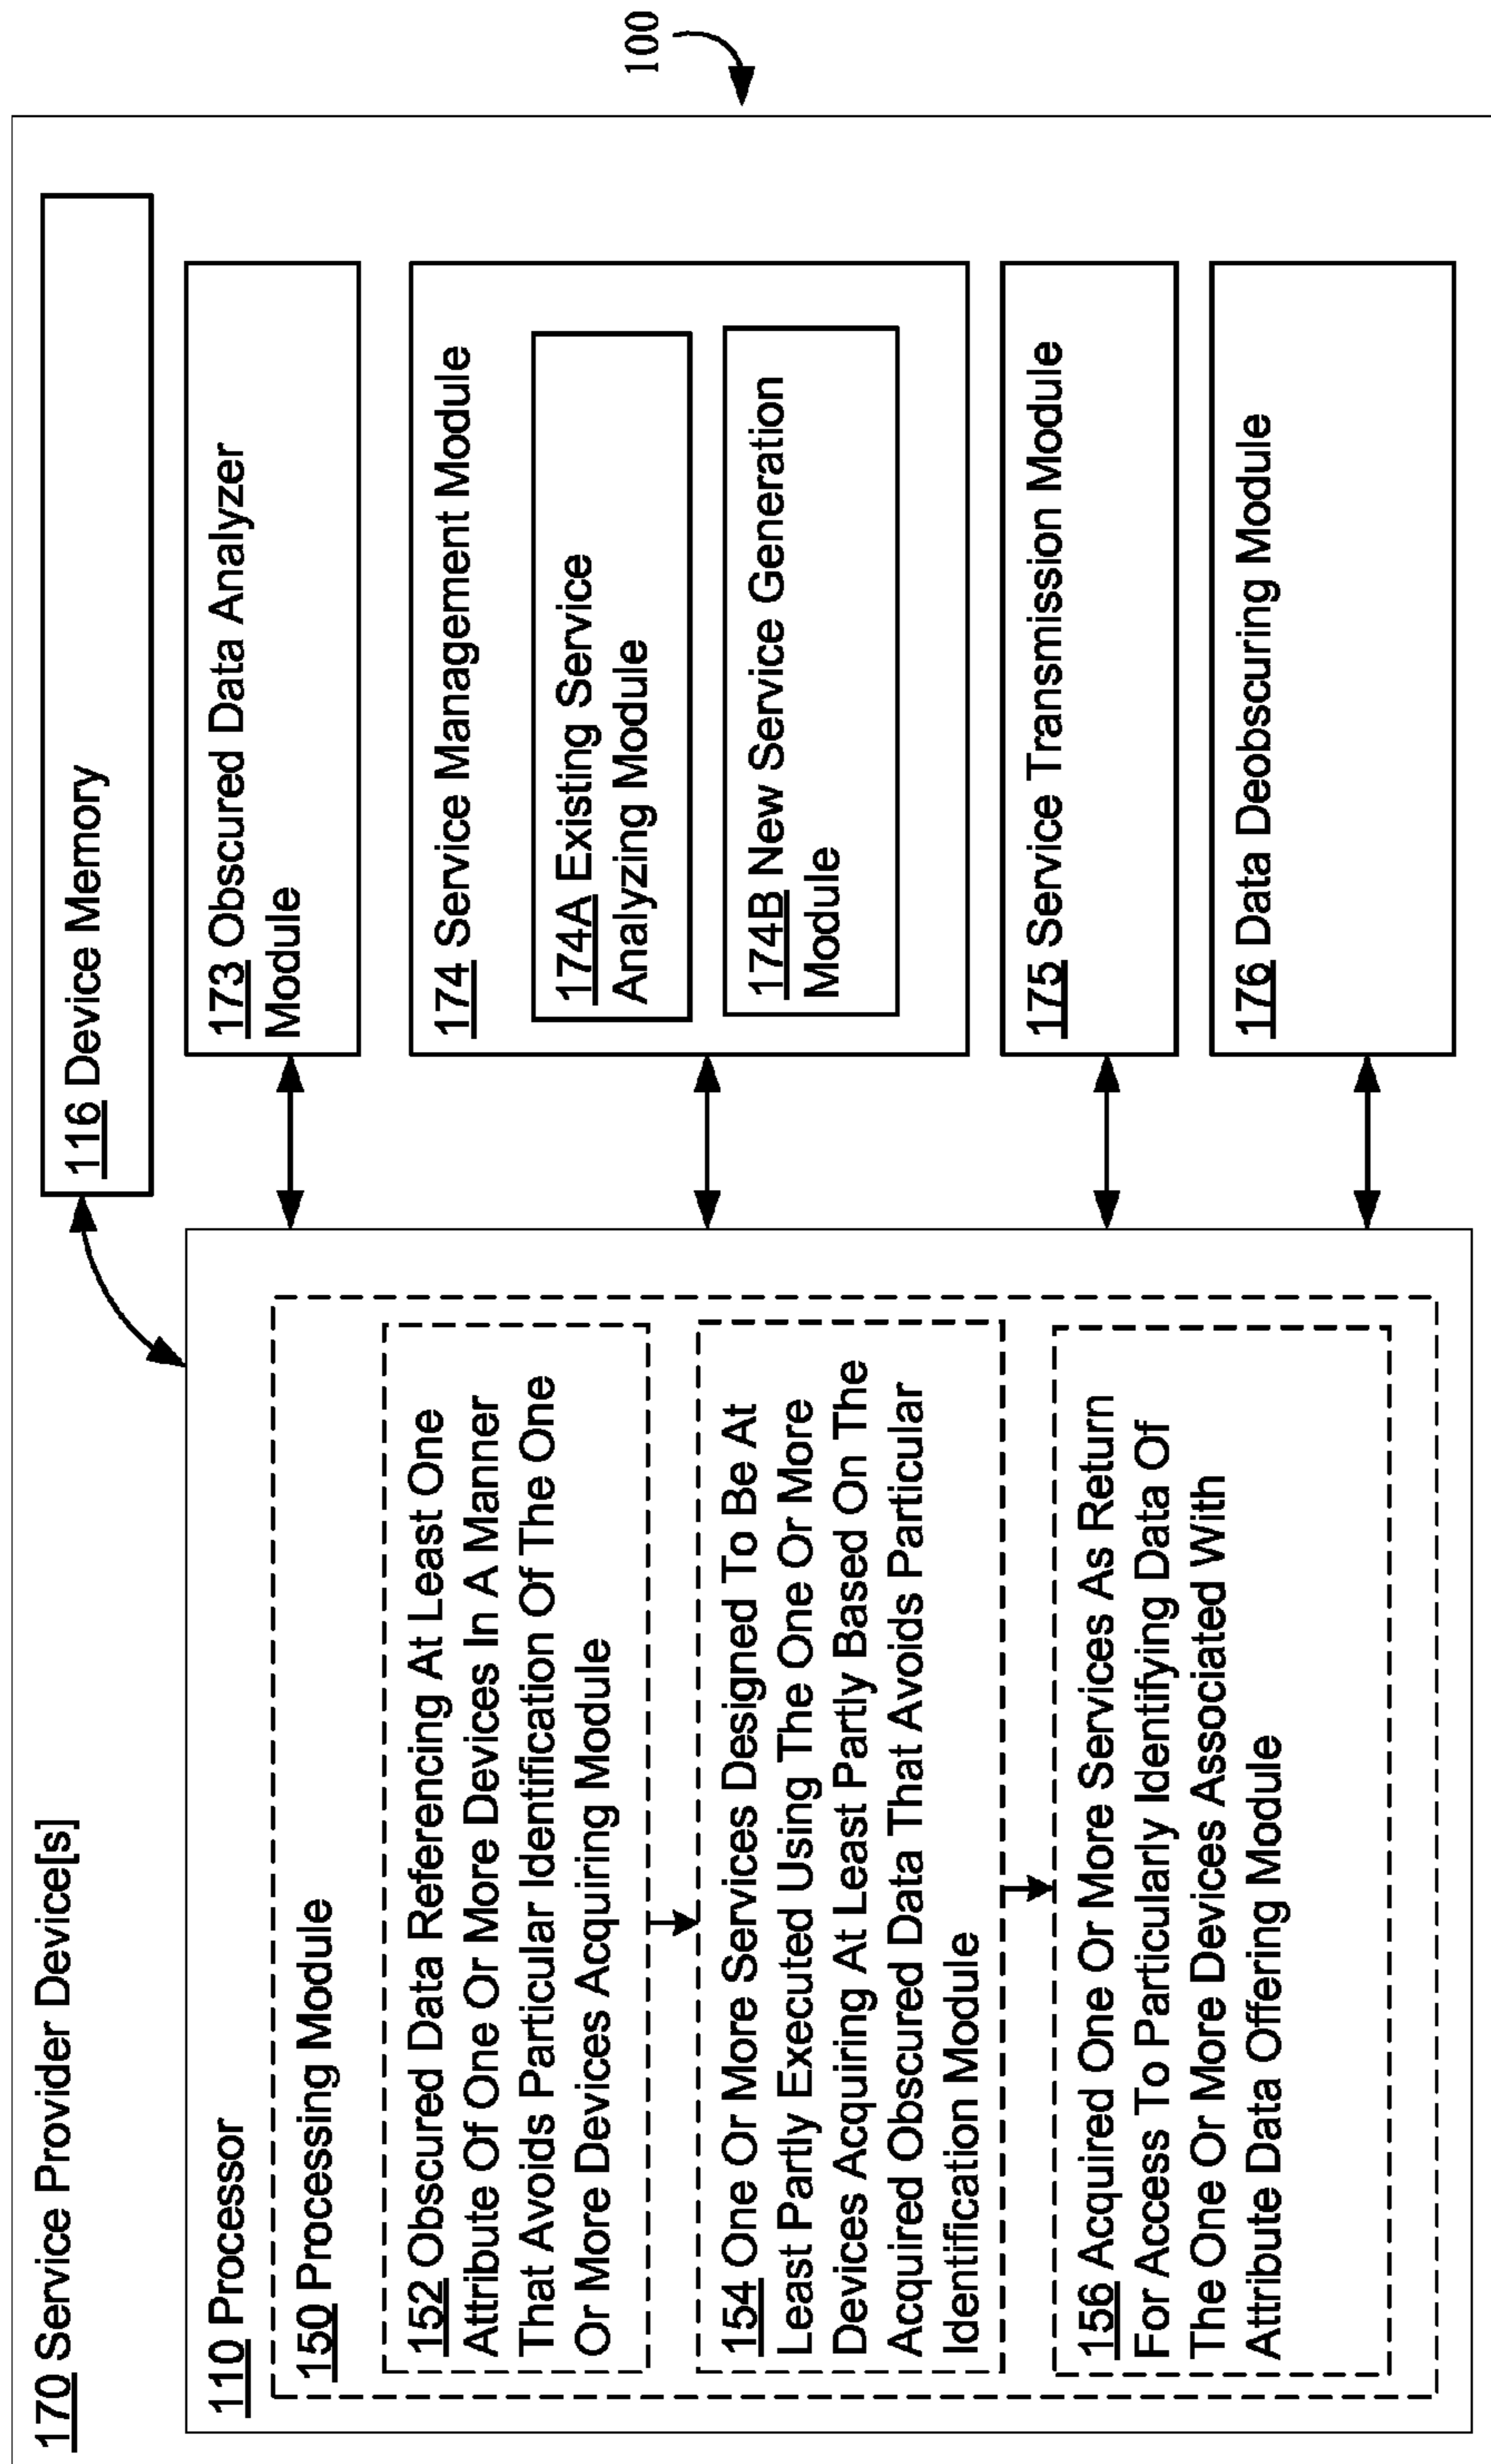 170 Service Provider Device[s]
116 Device Memory
110 Processor
150 Processing Module
152 Obscured Data Referencing At Least One
Attribute Of One Or More Devices In A Manner
That Avoids Particular Identification Of The One
Or More Devices Acquiring Module
154 One Or More Services Designed To Be At
Least Partly Executed Using The One Or More
Devices Acquiring At Least Partly Based On The
Acquired Obscured Data That Avoids Particular
Identification Module
156 Acquired One Or More Services As Return
For Access To Particularly Identifying Data Of
The One Or More Devices Associated With
Attribute Data Offering Module
173 Obscured Data Analyzer
Module
174 Service Management Module
174A Existing Service
Analyzing Module
174B New Service Generation
Module
175 Service Transmission Module
176 Data Deobscuring Module
100